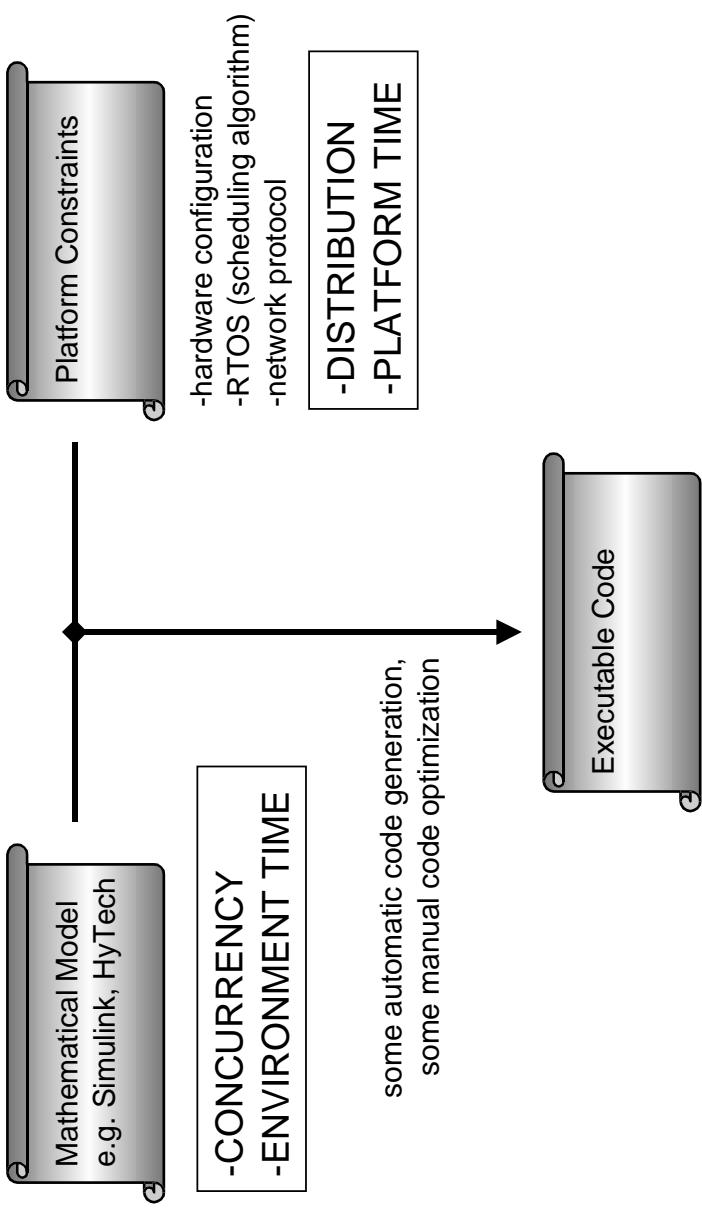 Mathematical Model
e.g. Simulink, HyTech
-CONCURRENCY
-ENVIRONMENT TIME
Platform Constraints
-hardware configuration
-RTOS (scheduling algorithm)
-network protocol
-DISTRIBUTION
-PLATFORM TIME
some automatic code generation,
some manual code optimization
Executable Code